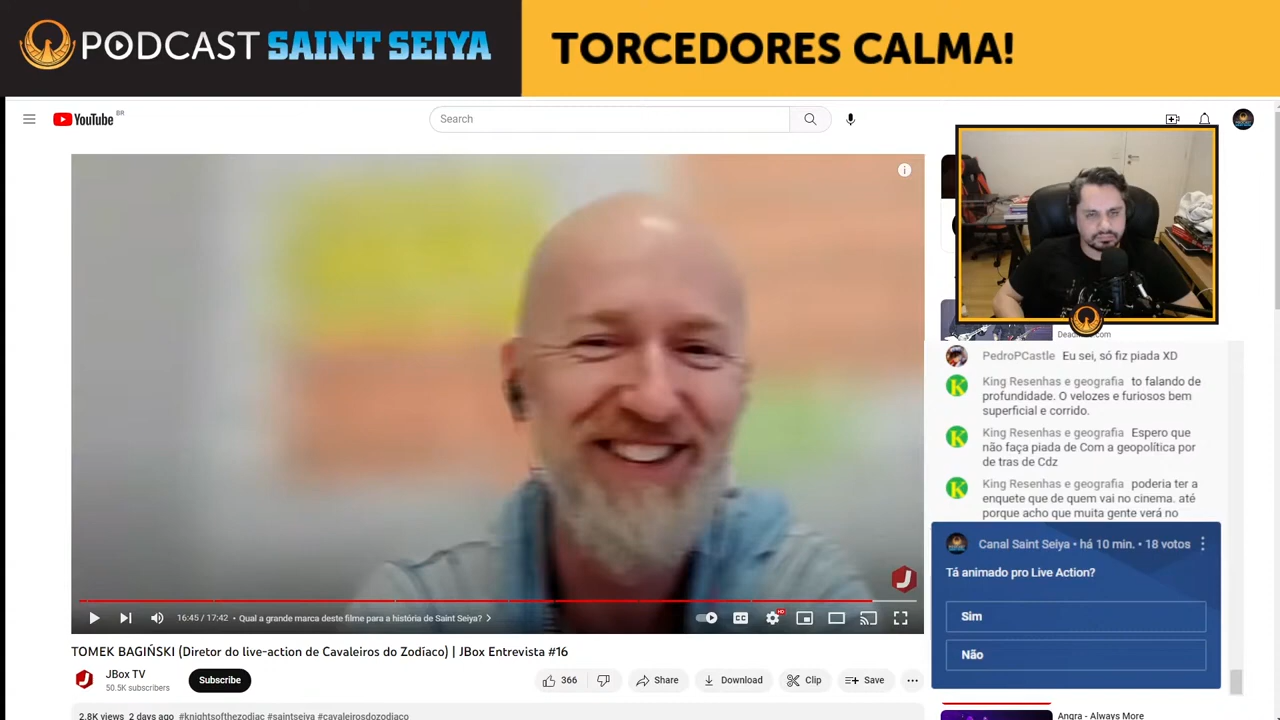 PODCAST SAINT SEIYA
TORCEDORES CALMA!
YouTube BR
Search
16:45 / 17:42 • Qual a grande marca deste filme para a história de Saint Seiya?
CC
HD
TOMEK BAGIŃSKI (Diretor do live-action de Cavaleiros do Zodíaco) | JBox Entrevista #16
JBox TV
50.5K subscribers
Subscribe
366
Share
Download
Clip
Save
2.8K views 2 days ago #knightsofthezodiac #saintseiya #cavaleirosdozodiaco
PedroPCastle Eu sei, só fiz piada XD
King Resenhas e geografia to falando de
profundidade. O velozes e furiosos bem
superficial e corrido.
King Resenhas e geografia Espero que
não faça piada de Com a geopolítica por
de tras de Cdz
King Resenhas e geografia poderia ter a
enquete que de quem vai no cinema. até
porque acho que muita gente verá no
Canal Saint Seiya • há 10 min. • 18 votos
Tá animado pro Live Action?
Sim
Não
Angra - Always More